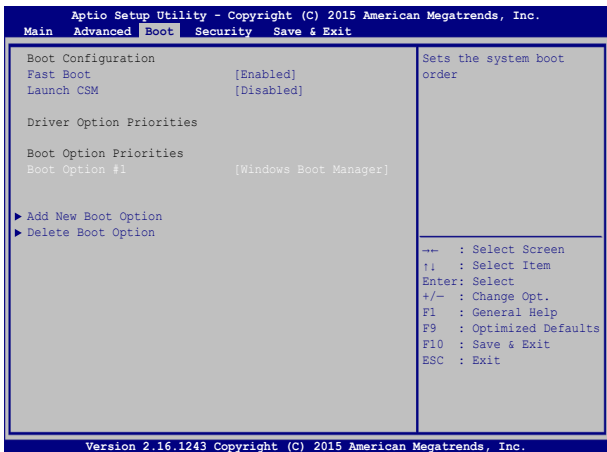 Aptio Setup Utility - Copyright (C) 2015 American Megatrends, Inc.
Main Advanced Boot Security Save & Exit
Boot Configuration
Fast Boot [Enabled]
Launch CSM [Disabled]
Driver Option Priorities
Boot Option Priorities
Boot Option #1 [Windows Boot Manager]
Add New Boot Option
Delete Boot Option
Sets the system boot
order
→← : Select Screen
↑↓ : Select Item
Enter: Select
+/— : Change Opt.
F1 : General Help
F9 : Optimized Defaults
F10 : Save & Exit
ESC : Exit
Version 2.16.1243 Copyright (C) 2015 American Megatrends, Inc.